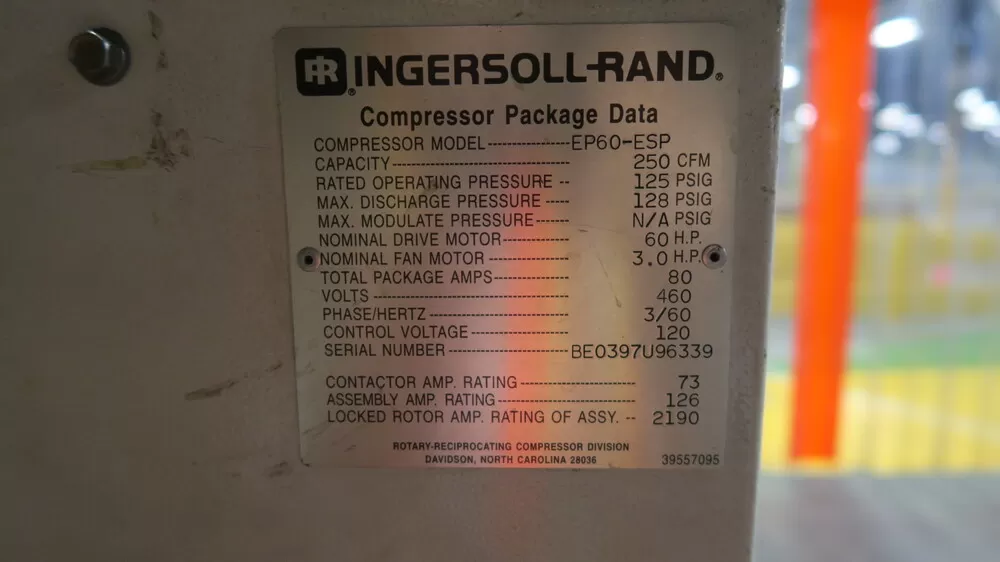 IR INGERSOLL-RAND®
Compressor Package Data
COMPRESSOR MODEL ---------------- EP60-ESP
CAPACITY ----------------------------------- 250 CFM
RATED OPERATING PRESSURE -- 125 PSIG
MAX. DISCHARGE PRESSURE ----- 128 PSIG
MAX. MODULATE PRESSURE ------- N/A PSIG
NOMINAL DRIVE MOTOR ------------- 60 H.P.
NOMINAL FAN MOTOR ---------------- 3.0 H.P.
TOTAL PACKAGE AMPS --------------- 80
VOLTS --------------------------------------- 460
PHASE/HERTZ ---------------------------- 3/60
CONTROL VOLTAGE ------------------- 120
SERIAL NUMBER ------------------------ BE0397U96339
CONTACTOR AMP. RATING ----------------------- 73
ASSEMBLY AMP. RATING --------------------------- 126
LOCKED ROTOR AMP. RATING OF ASSY. -- 2190
ROTARY-RECIPROCATING COMPRESSOR DIVISION
DAVIDSON, NORTH CAROLINA 28036 39557095